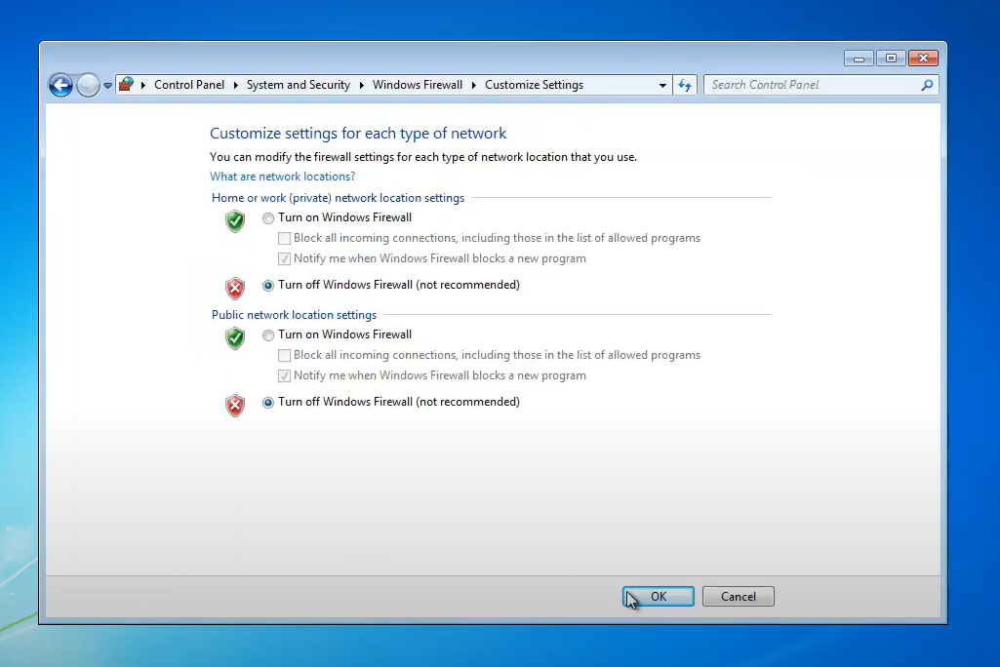 Control Panel System and Security Windows Firewall Customize Settings Search Control Panel
Customize settings for each type of network
You can modify the firewall settings for each type of network location that you use.
What are network locations?
Home or work (private) network location settings
Turn on Windows Firewall
Block all incoming connections, including those in the list of allowed programs
Notify me when Windows Firewall blocks a new program
Turn off Windows Firewall (not recommended)
Public network location settings
Turn on Windows Firewall
Block all incoming connections, including those in the list of allowed programs
Notify me when Windows Firewall blocks a new program
Turn off Windows Firewall (not recommended)
OK Cancel